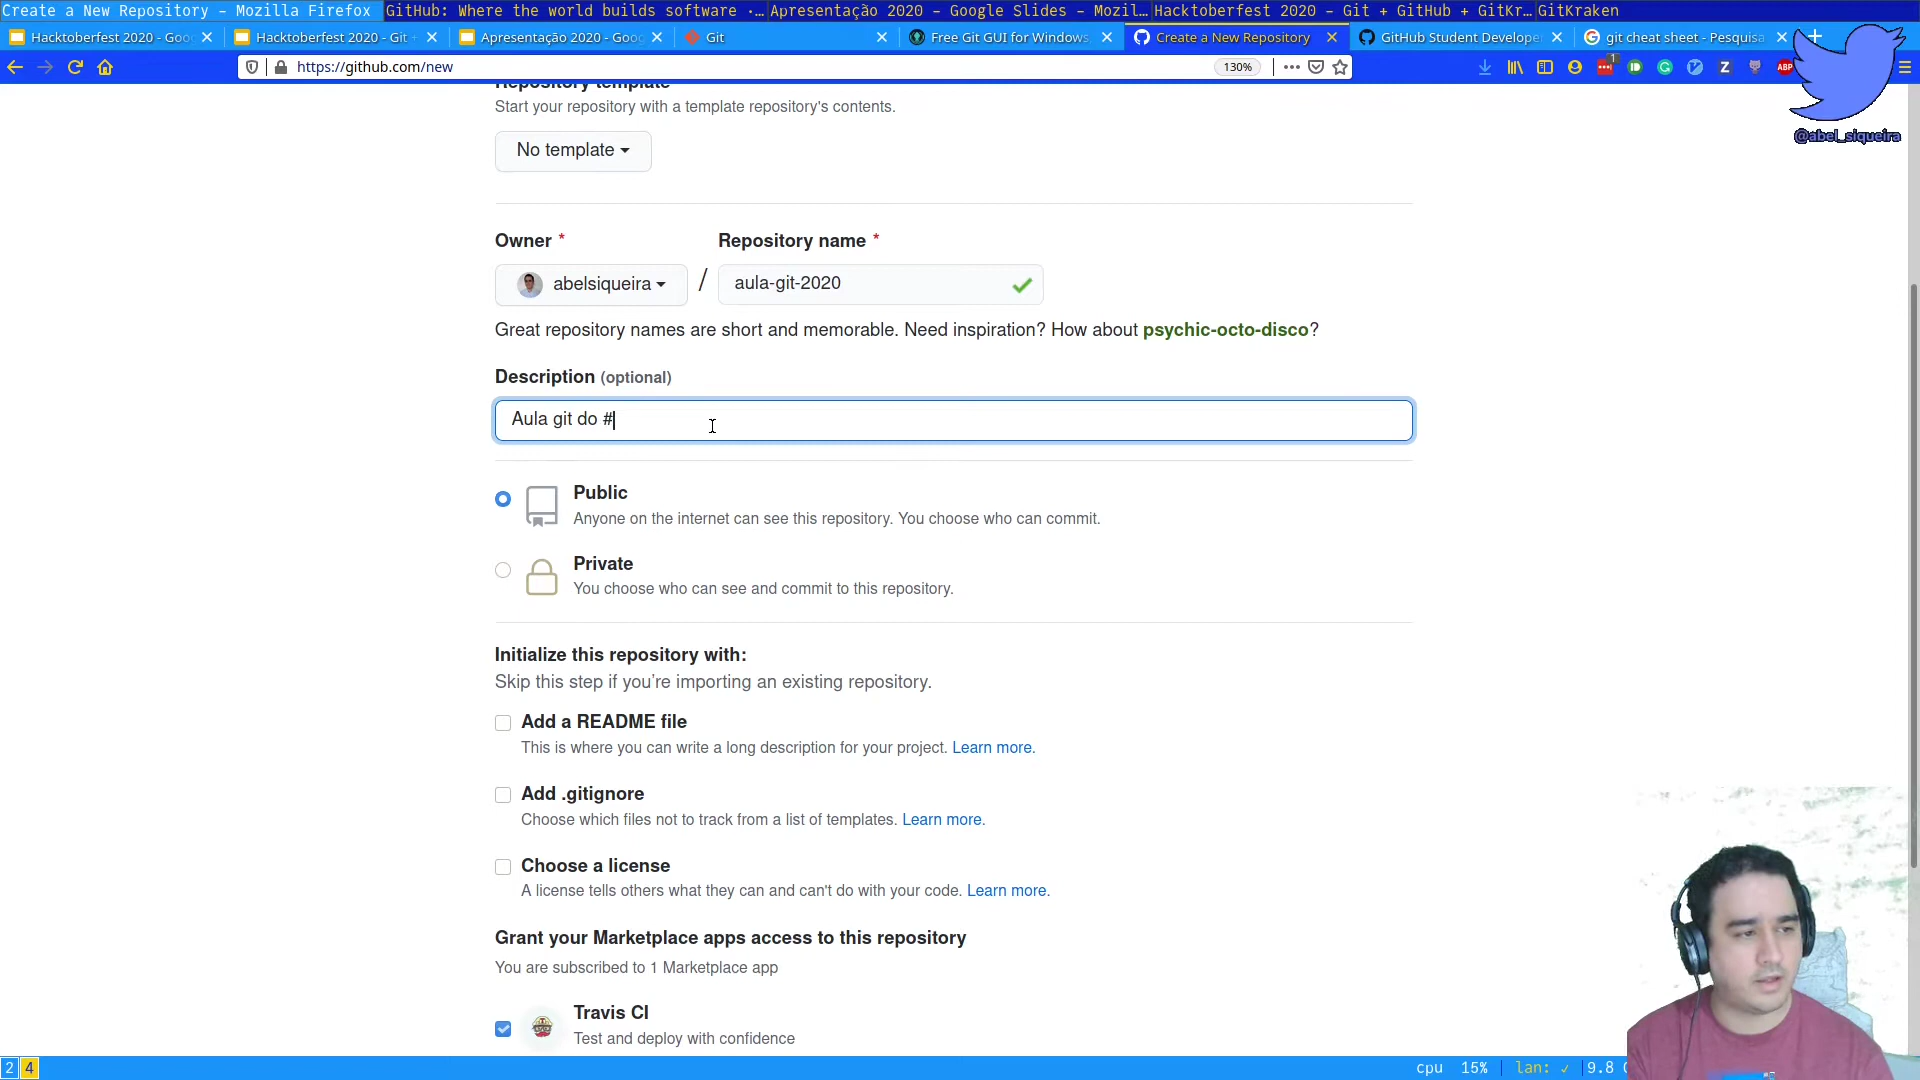 Create a New Repository – Mozilla Firefox
GitHub: Where the world builds software ·…
Apresentação 2020 – Google Slides – Mozil…
Hacktoberfest 2020 – Git + GitHub + GitKr…
GitKraken
Hacktoberfest 2020 - Goo
Hacktoberfest 2020 - Git
Apresentação 2020 - Goog
Git
Free Git GUI for Windows,
Create a New Repository
GitHub Student Develope
git cheat sheet - Pesquisa
https://github.com/new
130%
ABP
@abel_siqueira
Repository template
Start your repository with a template repository's contents.
No template
Owner *
Repository name *
abelsiqueira
/
aula-git-2020
Great repository names are short and memorable. Need inspiration? How about psychic-octo-disco?
Description (optional)
Aula git do #
Public
Anyone on the internet can see this repository. You choose who can commit.
Private
You choose who can see and commit to this repository.
Initialize this repository with:
Skip this step if you’re importing an existing repository.
Add a README file
This is where you can write a long description for your project. Learn more.
Add .gitignore
Choose which files not to track from a list of templates. Learn more.
Choose a license
A license tells others what they can and can't do with your code. Learn more.
Grant your Marketplace apps access to this repository
You are subscribed to 1 Marketplace app
Travis CI
Test and deploy with confidence
2 4
cpu 15% | lan: ✓ |9.8